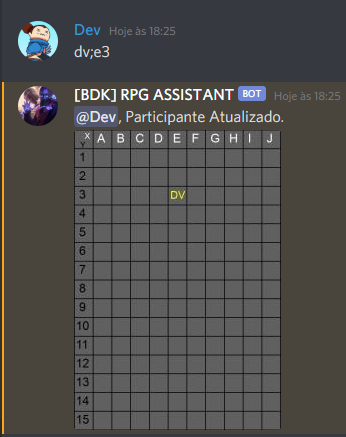 Dev Hoje às 18:25
dv;e3
[BDK] RPG ASSISTANT BOT Hoje às 18:25
@Dev, Participante Atualizado.
X A B C D E F G H I J
Y
1
2
3 DV
4
5
6
7
8
9
10
11
12
13
14
15